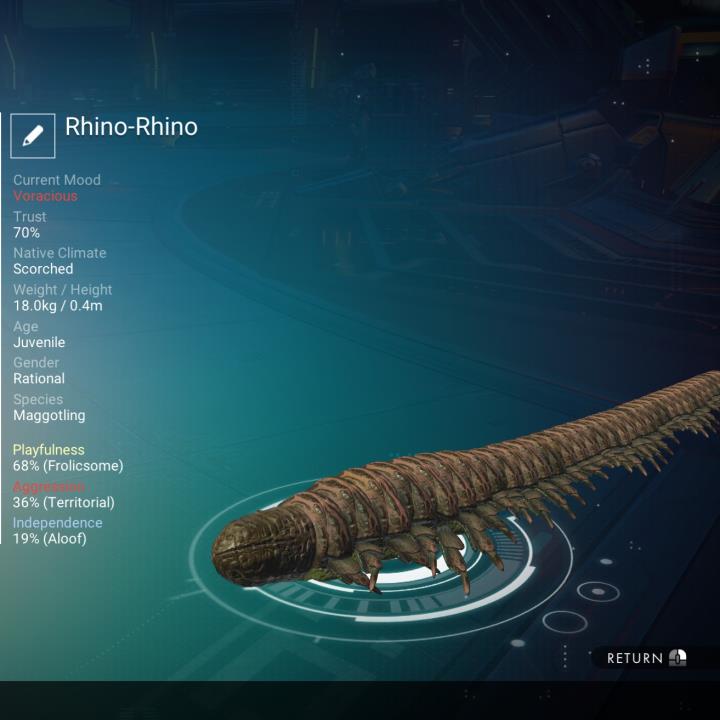 Rhino-Rhino
Current Mood
Voracious
Trust
70%
Native Climate
Scorched
Weight / Height
18.0kg / 0.4m
Age
Juvenile
Gender
Rational
Species
Maggotling
Playfulness
68% (Frolicsome)
Aggression
36% (Territorial)
Independence
19% (Aloof)
RETURN